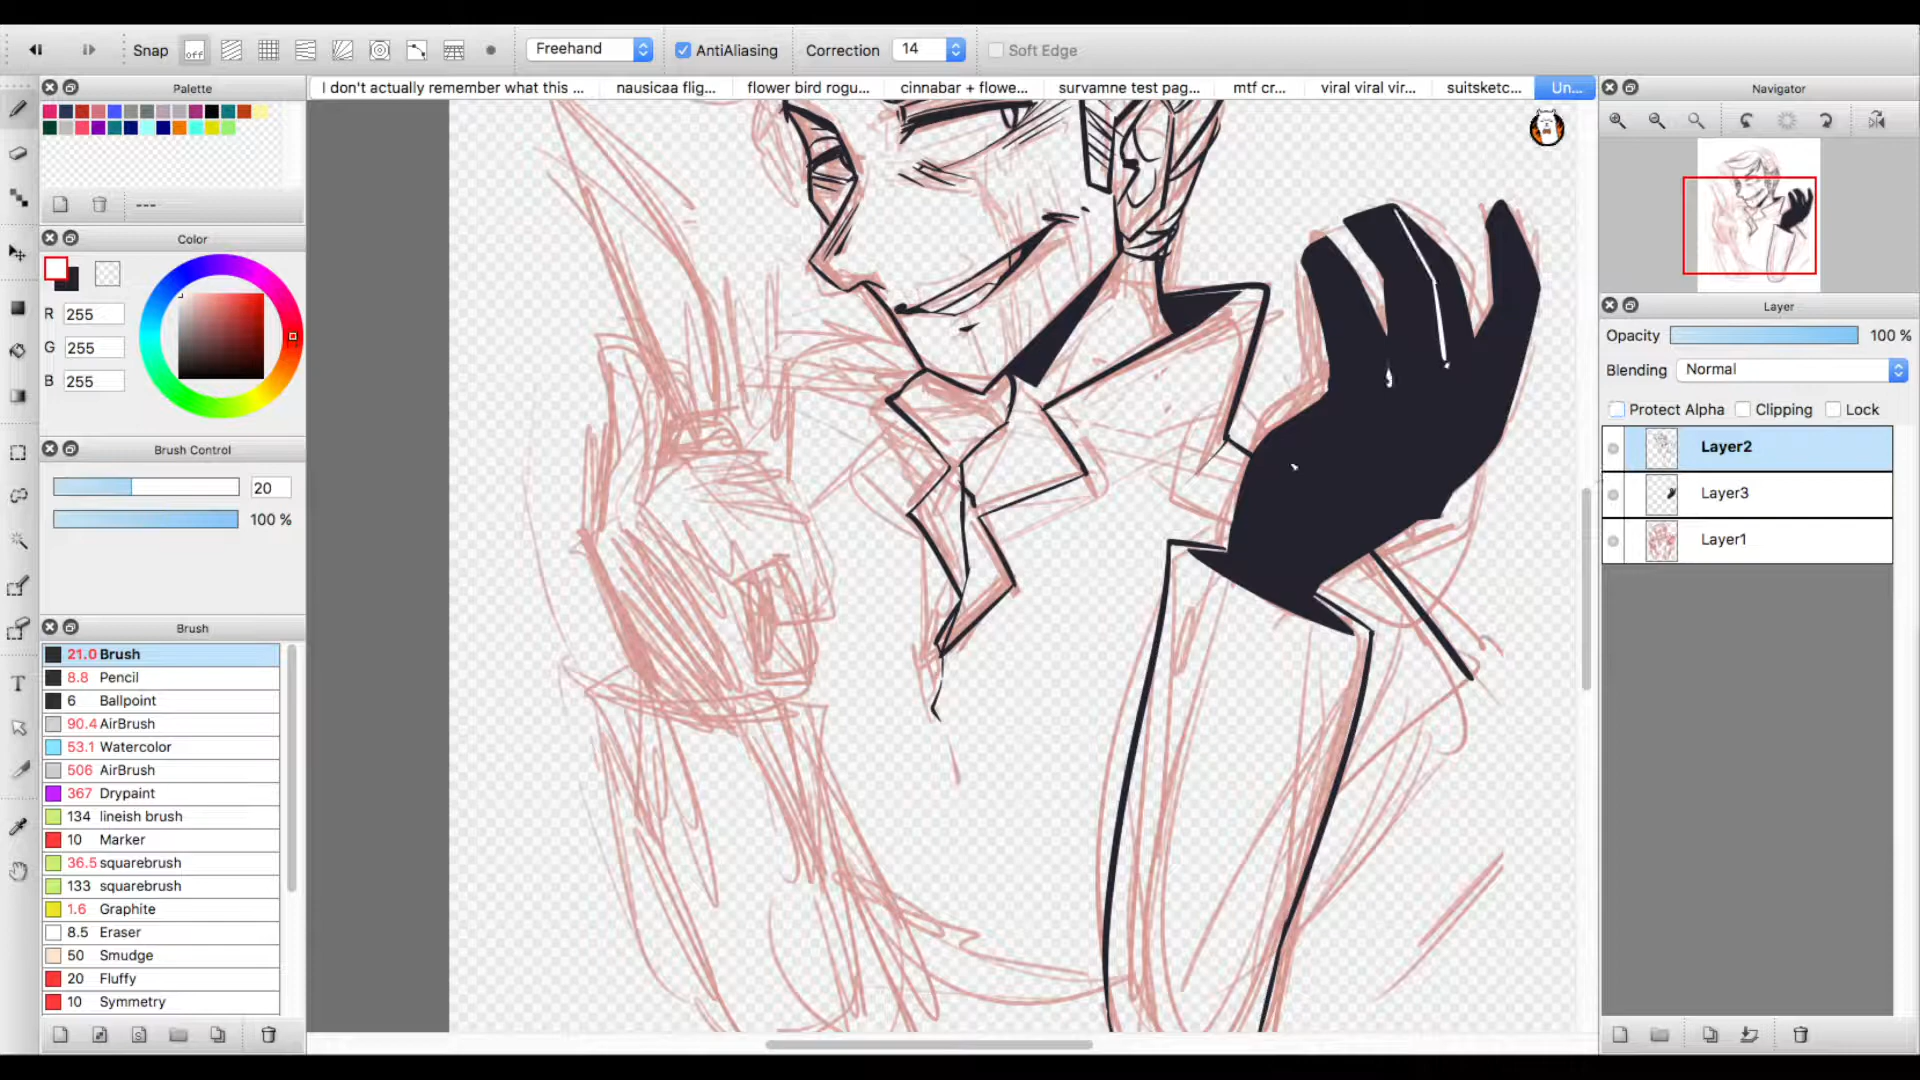 Snap
off
Freehand
AntiAliasing
Correction
14
Soft Edge
Palette
I don't actually remember what this ...
nausicaa flig...
flower bird rogu...
cinnabar + flowe...
survamne test pag...
mtf cr...
viral viral vir...
suitsketc...
Un...
Navigator
---
Color
R 255
G 255
B 255
Layer
Opacity 100 %
Blending Normal
Protect Alpha
Clipping
Lock
Layer2
Layer3
Layer1
Brush Control
20
100 %
Brush
21.0 Brush
8.8 Pencil
6 Ballpoint
90.4 AirBrush
53.1 Watercolor
506 AirBrush
367 Drypaint
134 lineish brush
10 Marker
36.5 squarebrush
133 squarebrush
1.6 Graphite
8.5 Eraser
50 Smudge
20 Fluffy
10 Symmetry
T
S